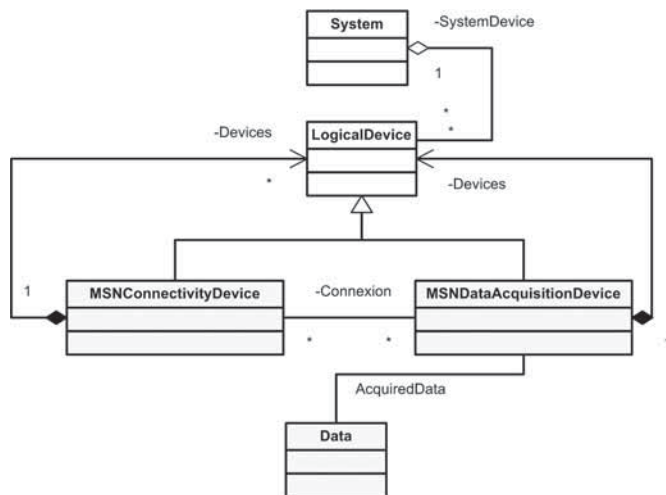 System
-SystemDevice
1
*
*
LogicalDevice
-Devices
*
-Devices
MSNConnectivityDevice
1
-Connexion
MSNDataAcquisitionDevice
*
*
*
AcquiredData
Data